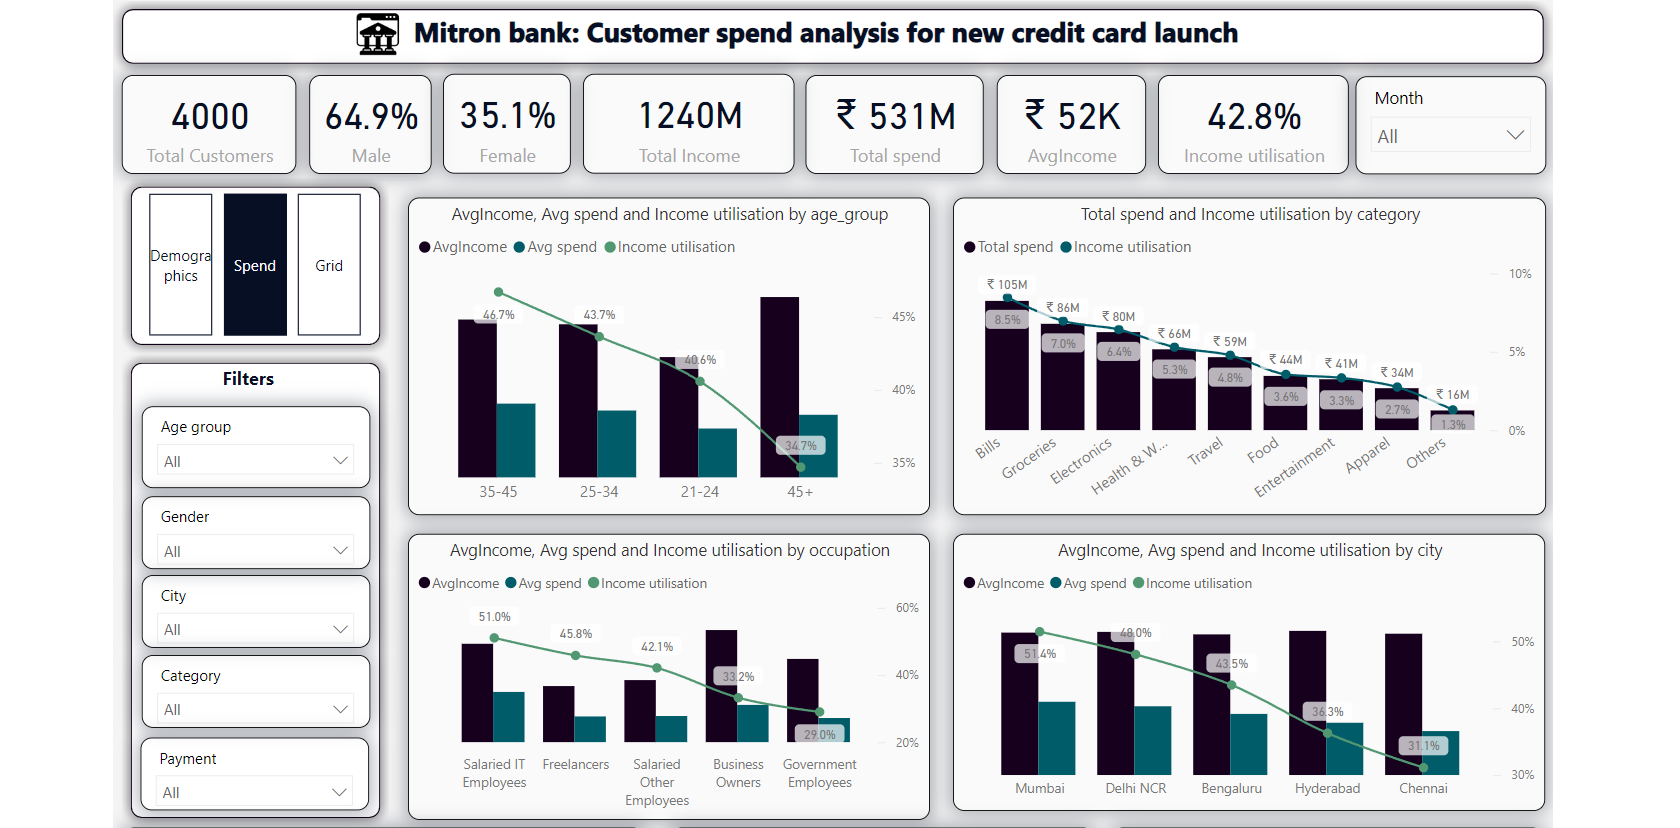 Mitron bank: Customer spend analysis for new credit card launch
4000
Total Customers
64.9%
Male
35.1%
Female
1240M
Total Income
₹ 531M
Total spend
₹ 52K
AvgIncome
42.8%
Income utilisation
Month
All
Demogra
phics
Spend
Grid
Filters
Age group
All
Gender
All
City
All
Category
All
Payment
All
AvgIncome, Avg spend and Income utilisation by age_group
AvgIncome Avg spend Income utilisation
46.7%
43.7%
40.6%
34.7%
45%
40%
35%
35-45
25-34
21-24
45+
Total spend and Income utilisation by category
Total spend Income utilisation
₹ 105M
₹ 86M
₹ 80M
₹ 66M
₹ 59M
₹ 44M
₹ 41M
₹ 34M
₹ 16M
8.5%
7.0%
6.4%
5.3%
4.8%
3.6%
3.3%
2.7%
1.3%
10%
5%
0%
Bills
Groceries
Electronics
Health & W...
Travel
Food
Entertainment
Apparel
Others
AvgIncome, Avg spend and Income utilisation by occupation
AvgIncome Avg spend Income utilisation
51.0%
45.8%
42.1%
33.2%
29.0%
60%
40%
20%
Salaried IT
Employees
Freelancers
Salaried
Other
Employees
Business
Owners
Government
Employees
AvgIncome, Avg spend and Income utilisation by city
AvgIncome Avg spend Income utilisation
51.4%
48.0%
43.5%
36.3%
31.1%
50%
40%
30%
Mumbai
Delhi NCR
Bengaluru
Hyderabad
Chennai